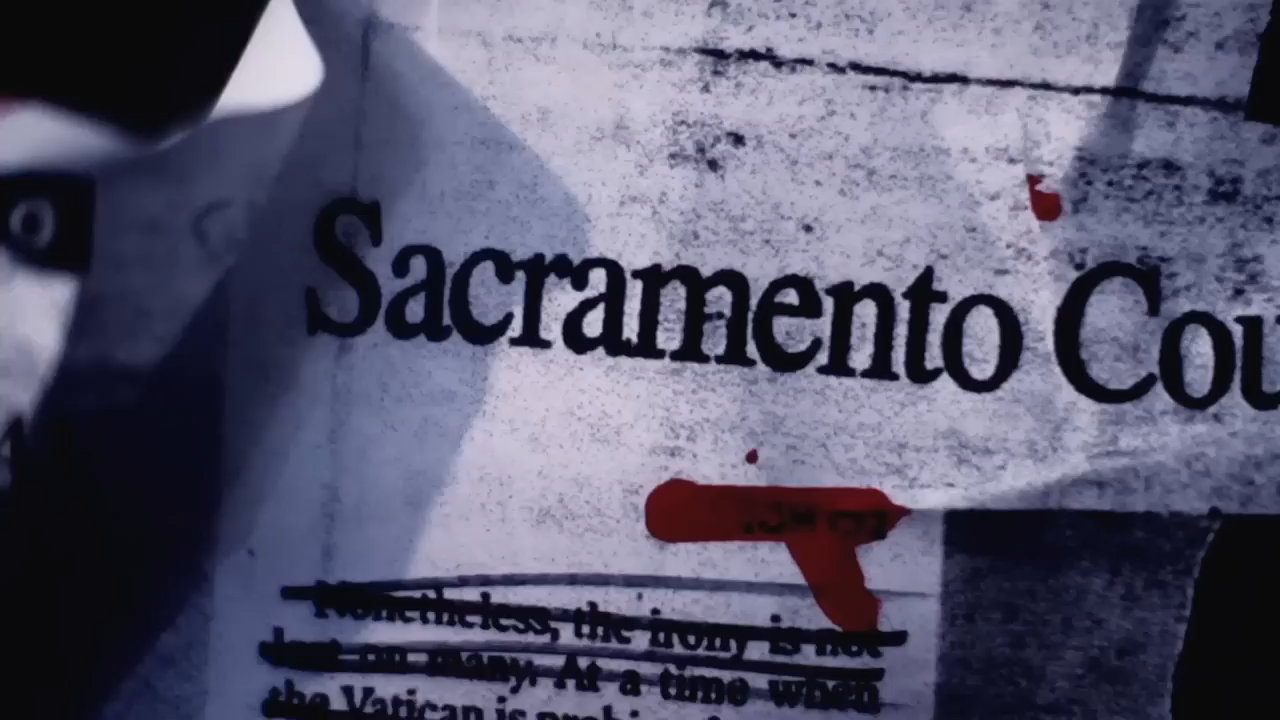 Sacramento Cou
Nonetheless, the irony is not
lost on many. At a time when
the Vatican is